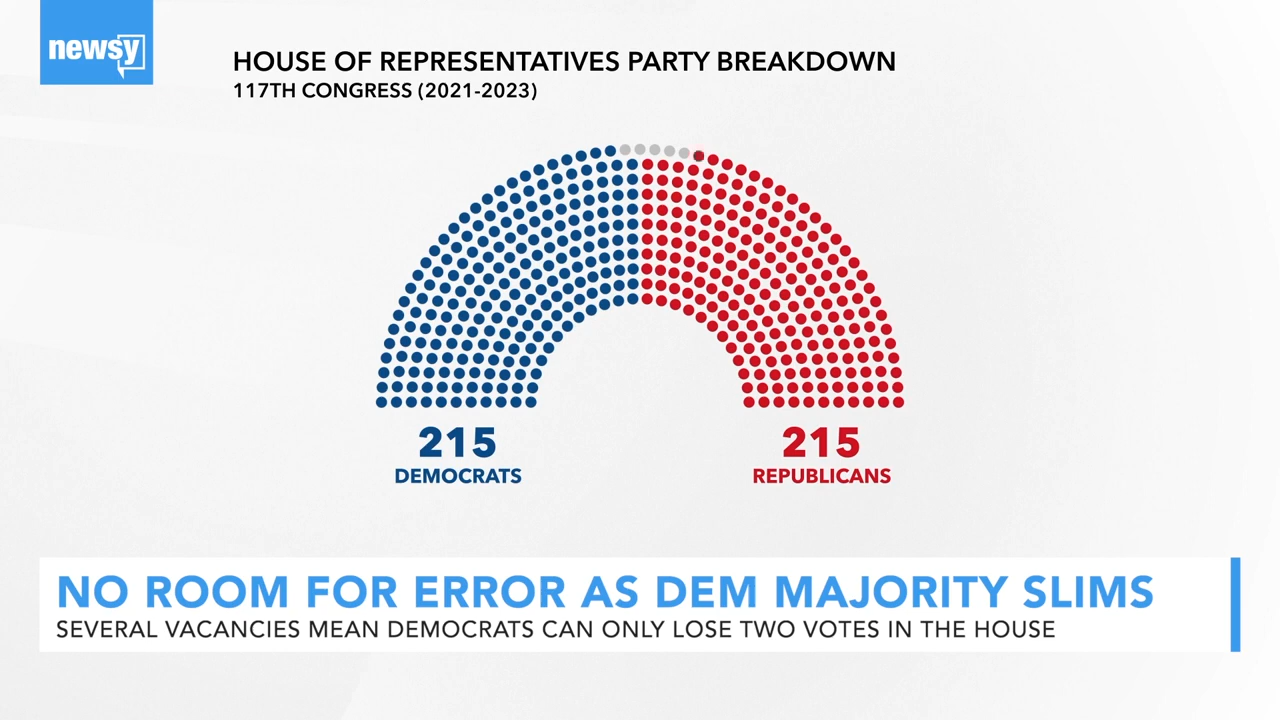 newsy
HOUSE OF REPRESENTATIVES PARTY BREAKDOWN
117TH CONGRESS (2021-2023)
215
DEMOCRATS
215
REPUBLICANS
NO ROOM FOR ERROR AS DEM MAJORITY SLIMS
SEVERAL VACANCIES MEAN DEMOCRATS CAN ONLY LOSE TWO VOTES IN THE HOUSE